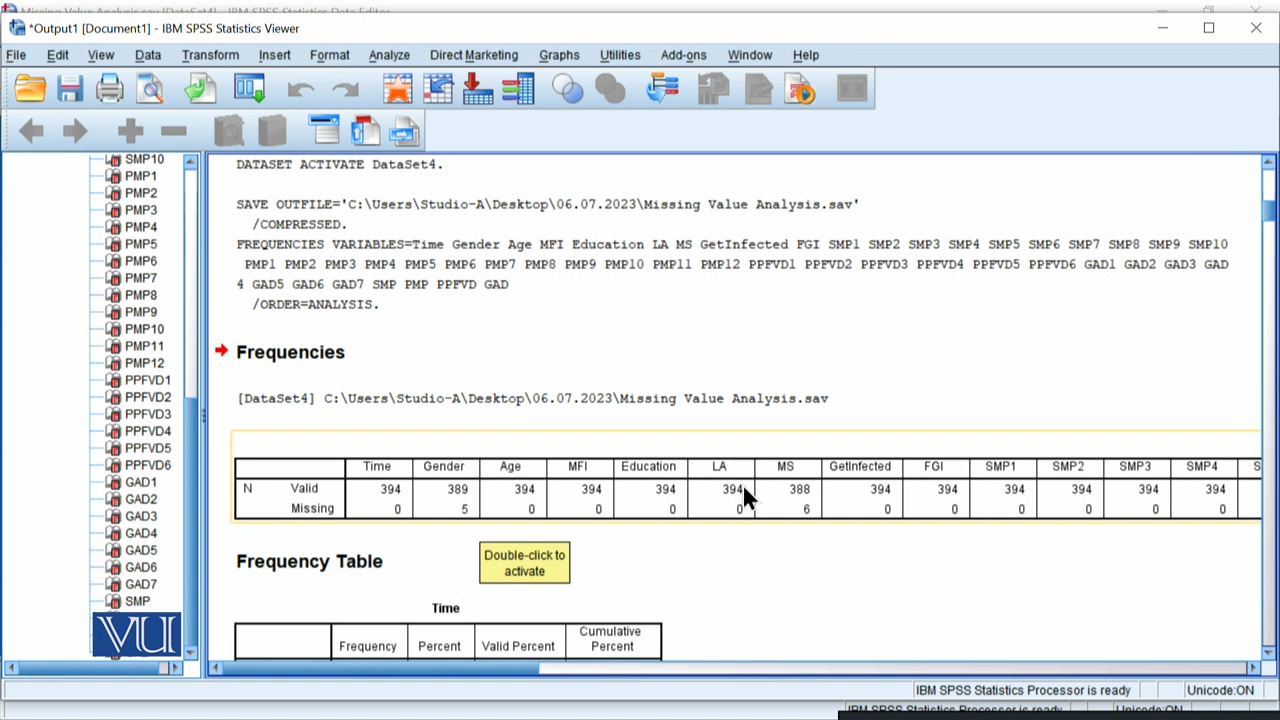 *Output1 [Document1] - IBM SPSS Statistics Viewer
File Edit View Data Transform Insert Format Analyze Direct Marketing Graphs Utilities Add-ons Window Help
SMP10
PMP1
PMP2
PMP3
PMP4
PMP5
PMP6
PMP7
PMP8
PMP9
PMP10
PMP11
PMP12
PPFVD1
PPFVD2
PPFVD3
PPFVD4
PPFVD5
PPFVD6
GAD1
GAD2
GAD3
GAD4
GAD5
GAD6
GAD7
SMP
VU
DATASET ACTIVATE DataSet4.
SAVE OUTFILE='C:\Users\Studio-A\Desktop\06.07.2023\Missing Value Analysis.sav'
/COMPRESSED.
FREQUENCIES VARIABLES=Time Gender Age MFI Education LA MS GetInfected FGI SMP1 SMP2 SMP3 SMP4 SMP5 SMP6 SMP7 SMP8 SMP9 SMP10
PMP1 PMP2 PMP3 PMP4 PMP5 PMP6 PMP7 PMP8 PMP9 PMP10 PMP11 PMP12 PPFVD1 PPFVD2 PPFVD3 PPFVD4 PPFVD5 PPFVD6 GAD1 GAD2 GAD3 GAD
4 GAD5 GAD6 GAD7 SMP PMP PPFVD GAD
/ORDER=ANALYSIS.
Frequencies
[DataSet4] C:\Users\Studio-A\Desktop\06.07.2023\Missing Value Analysis.sav
Time Gender Age MFI Education LA MS GetInfected FGI SMP1 SMP2 SMP3 SMP4 S
N Valid 394 389 394 394 394 394 388 394 394 394 394 394 394
Missing 0 5 0 0 0 0 6 0 0 0 0 0 0
Frequency Table
Double-click to
activate
Time
Frequency Percent Valid Percent Cumulative Percent
IBM SPSS Statistics Processor is ready Unicode:ON
IBM SPSS Statistics Processor is ready Unicode:ON